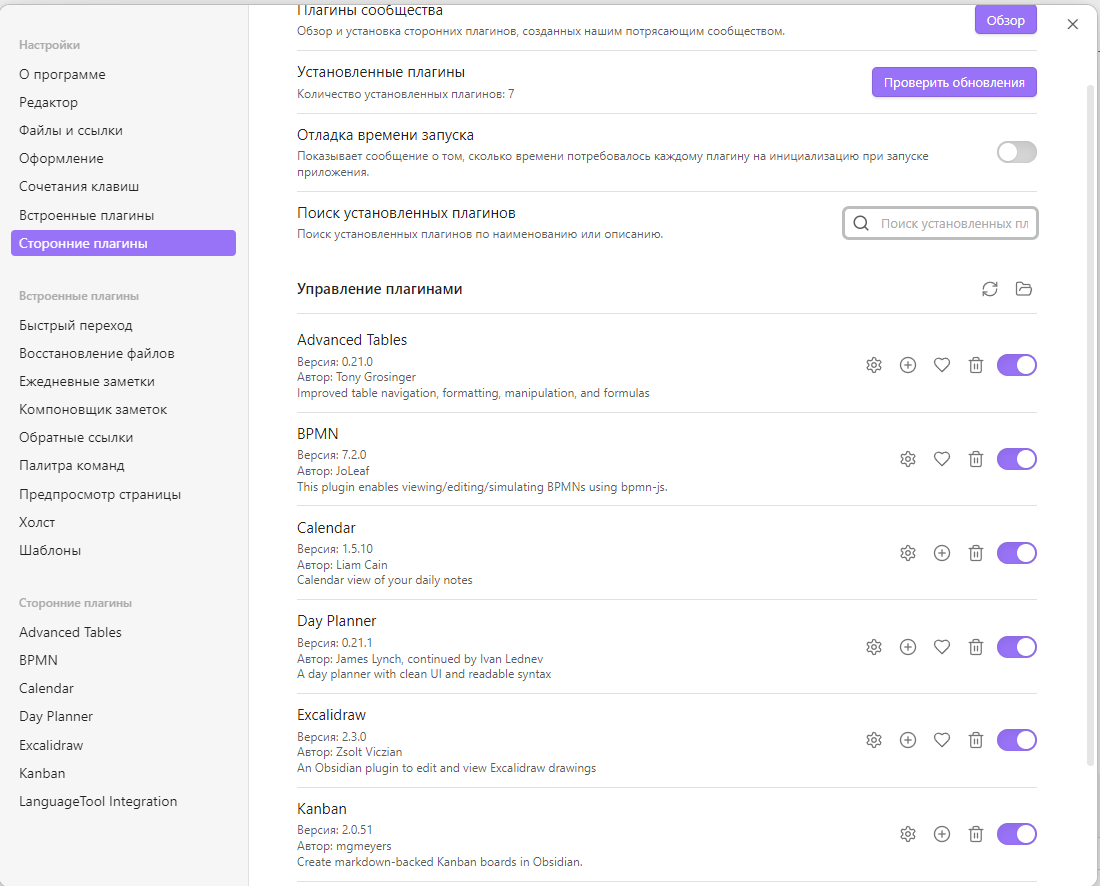 Настройки
О программе
Редактор
Файлы и ссылки
Оформление
Сочетания клавиш
Встроенные плагины
Сторонние плагины
Встроенные плагины
Быстрый переход
Восстановление файлов
Ежедневные заметки
Компоновщик заметок
Обратные ссылки
Палитра команд
Предпросмотр страницы
Холст
Шаблоны
Сторонние плагины
Advanced Tables
BPMN
Calendar
Day Planner
Excalidraw
Kanban
LanguageTool Integration
Плагины сообщества
Обзор и установка сторонних плагинов, созданных нашим потрясающим сообществом.
Обзор
Установленные плагины
Количество установленных плагинов: 7
Проверить обновления
Отладка времени запуска
Показывает сообщение о том, сколько времени потребовалось каждому плагину на инициализацию при запуске
приложения.
Поиск установленных плагинов
Поиск установленных плагинов по наименованию или описанию.
Поиск установленных пл
Управление плагинами
Advanced Tables
Версия: 0.21.0
Автор: Tony Grosinger
Improved table navigation, formatting, manipulation, and formulas
BPMN
Версия: 7.2.0
Автор: JoLeaf
This plugin enables viewing/editing/simulating BPMNs using bpmn-js.
Calendar
Версия: 1.5.10
Автор: Liam Cain
Calendar view of your daily notes
Day Planner
Версия: 0.21.1
Автор: James Lynch, continued by Ivan Lednev
A day planner with clean UI and readable syntax
Excalidraw
Версия: 2.3.0
Автор: Zsolt Viczian
An Obsidian plugin to edit and view Excalidraw drawings
Kanban
Версия: 2.0.51
Автор: mgmeyers
Create markdown-backed Kanban boards in Obsidian.